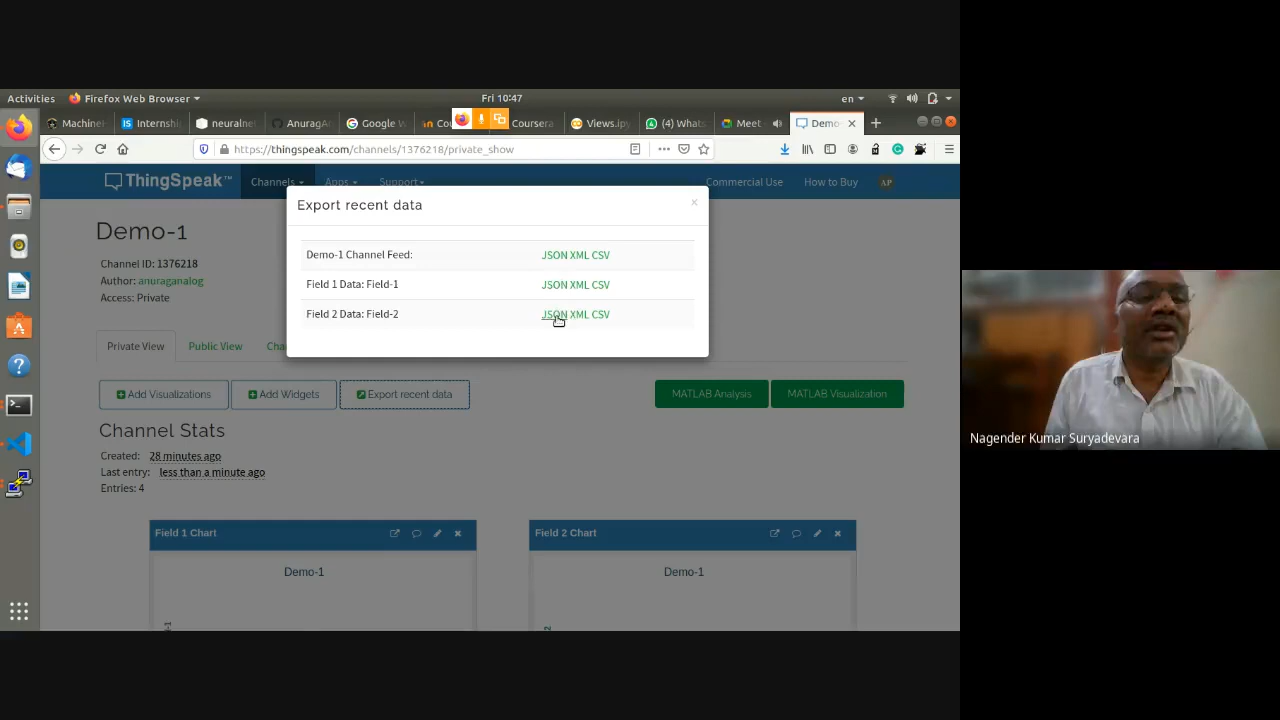 Activities
Firefox Web Browser
Fri 10:47
en
Machine
Internshi
neuralne
Google W
Coursera
Views.ipy
(4) Whats
Meet
Demo
https://thingspeak.com/channels/1376218/private_show
ThingSpeak™
Channels
Apps
Support
Commercial Use
How to Buy
AP
Export recent data
×
Demo-1 Channel Feed:
JSON XML CSV
Field 1 Data: Field-1
JSON XML CSV
Field 2 Data: Field-2
JSON XML CSV
Demo-1
Channel ID: 1376218
Author: anuraganalog
Access: Private
Private View
Public View
Cha
Add Visualizations
Add Widgets
Export recent data
MATLAB Analysis
MATLAB Visualization
Channel Stats
Created: 28 minutes ago
Last entry: less than a minute ago
Entries: 4
Field 1 Chart
Field 2 Chart
Demo-1
Demo-1
Nagender Kumar Suryadevara